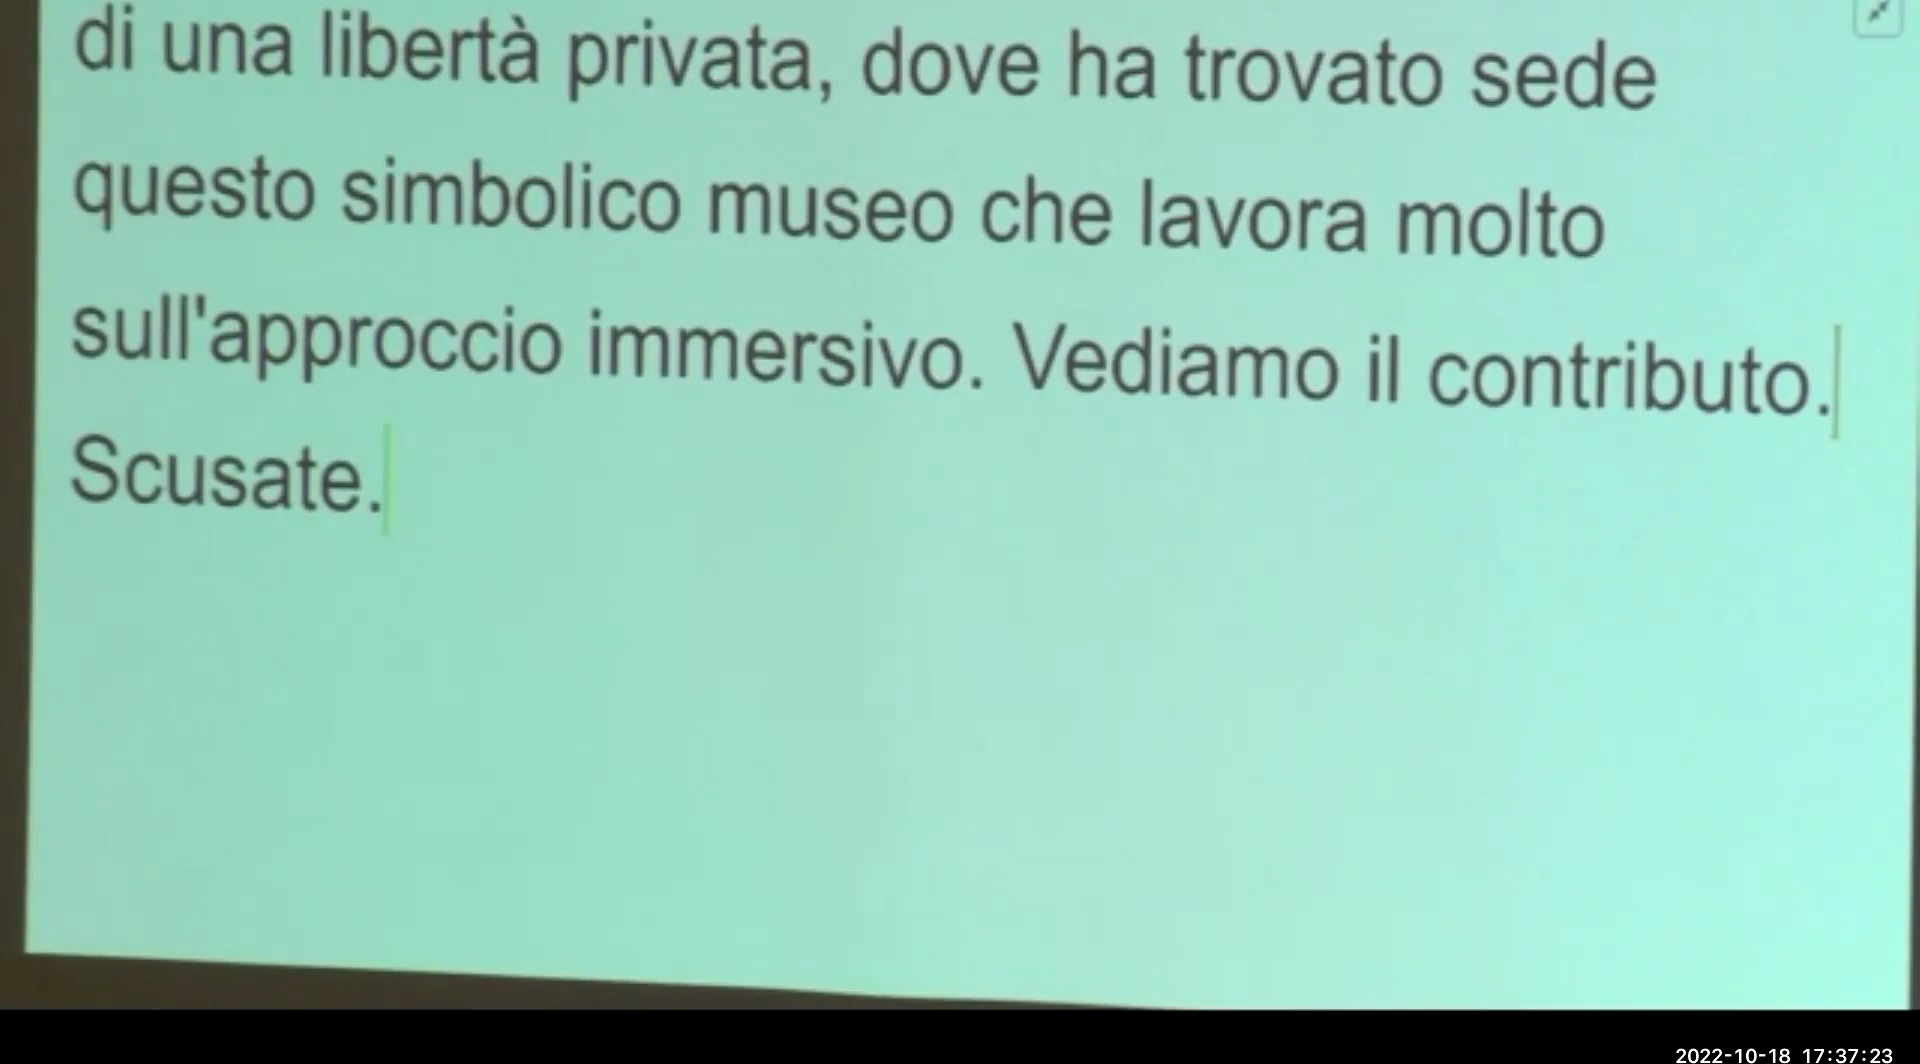 di una libertà privata, dove ha trovato sede
questo simbolico museo che lavora molto
sull'approccio immersivo. Vediamo il contributo.
Scusate.
2022-10-18 17:37:23